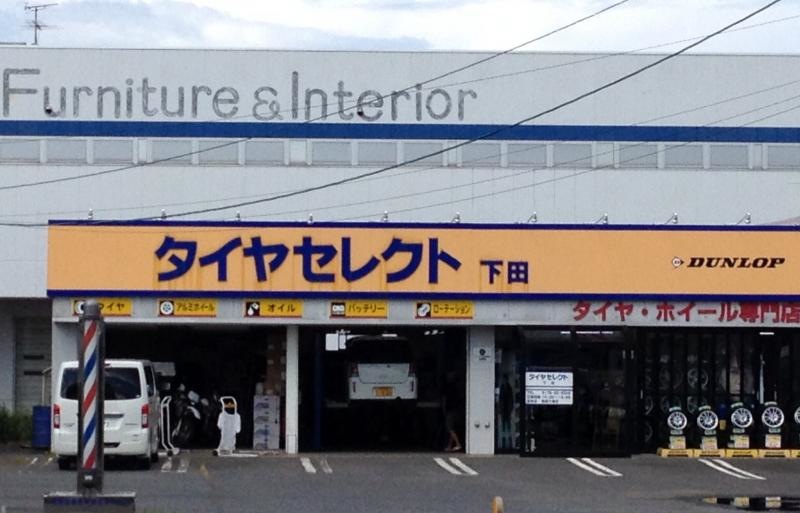 Furniture & Interior
タイヤセレクト 下田
DUNLOP
タイヤ アルミホイール オイル バッテリー ローテーション
タイヤ・ホイール専門店
タイヤセレクト
下田